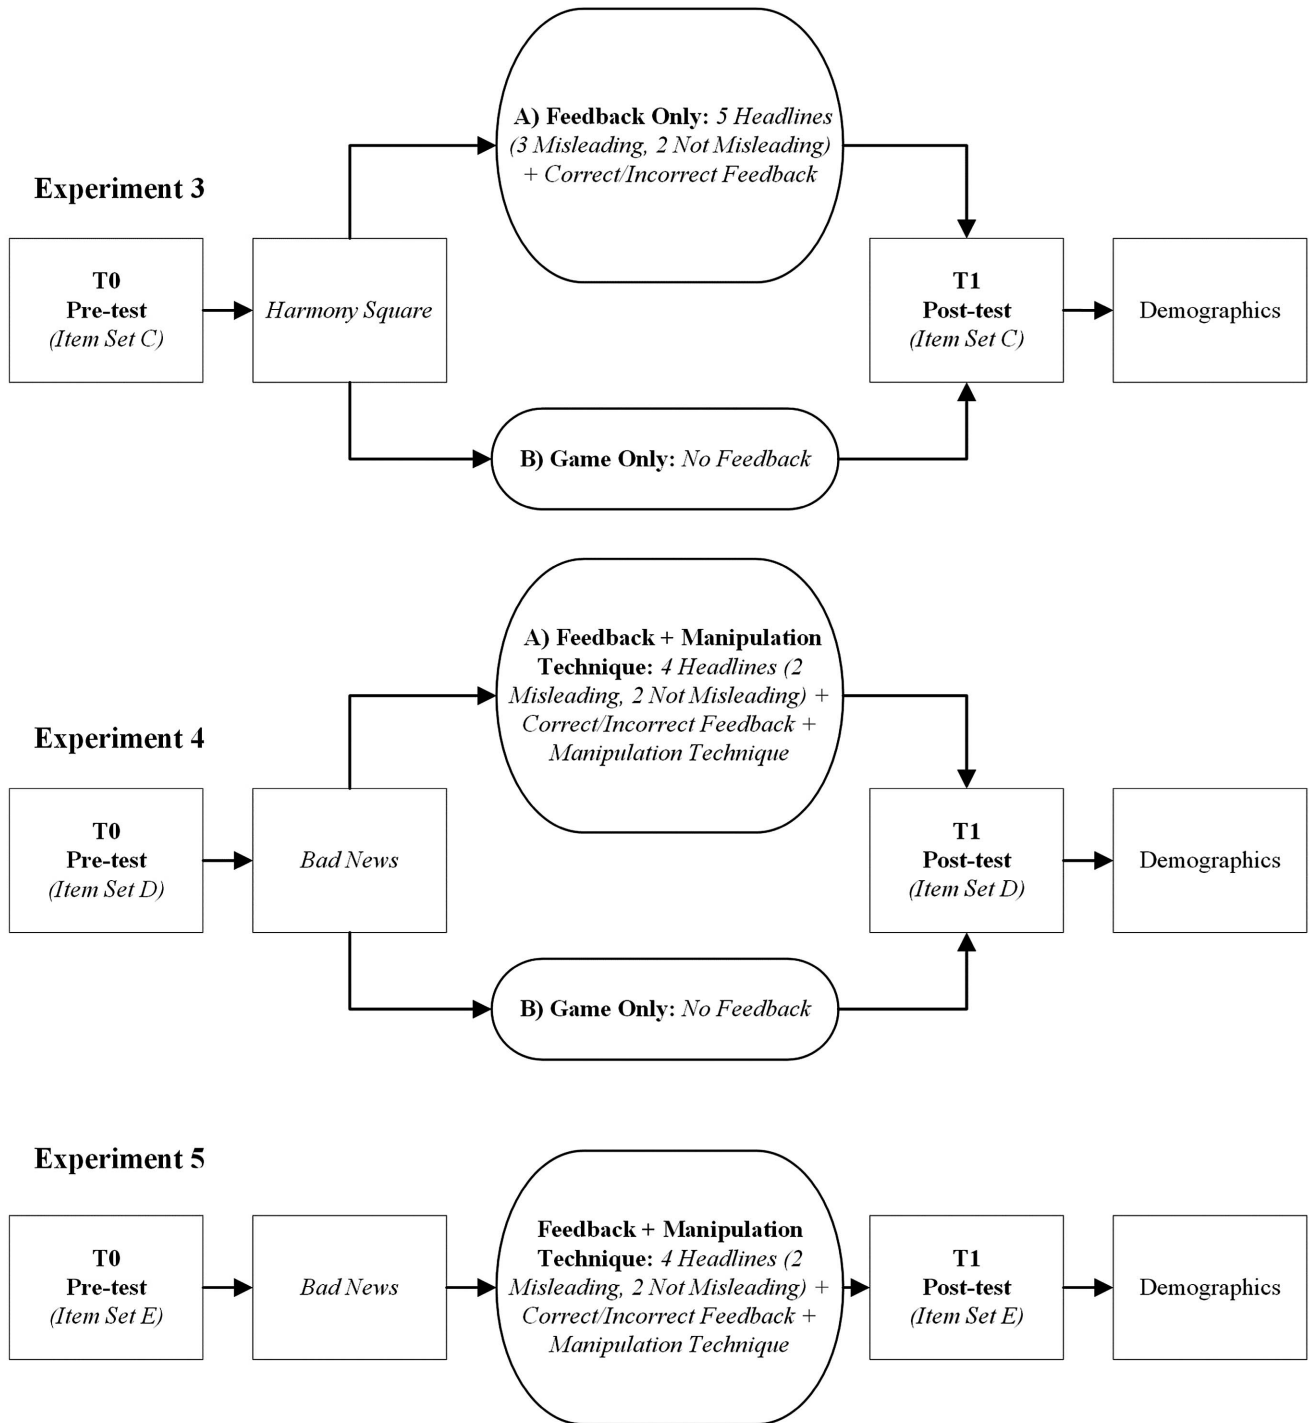 Experiment 3
T0
Pre-test
(Item Set C)
Harmony Square
A) Feedback Only: 5 Headlines
(3 Misleading, 2 Not Misleading)
+ Correct/Incorrect Feedback
B) Game Only: No Feedback
T1
Post-test
(Item Set C)
Demographics
Experiment 4
T0
Pre-test
(Item Set D)
Bad News
A) Feedback + Manipulation
Technique: 4 Headlines (2
Misleading, 2 Not Misleading) +
Correct/Incorrect Feedback +
Manipulation Technique
B) Game Only: No Feedback
T1
Post-test
(Item Set D)
Demographics
Experiment 5
T0
Pre-test
(Item Set E)
Bad News
Feedback + Manipulation
Technique: 4 Headlines (2
Misleading, 2 Not Misleading) +
Correct/Incorrect Feedback +
Manipulation Technique
T1
Post-test
(Item Set E)
Demographics